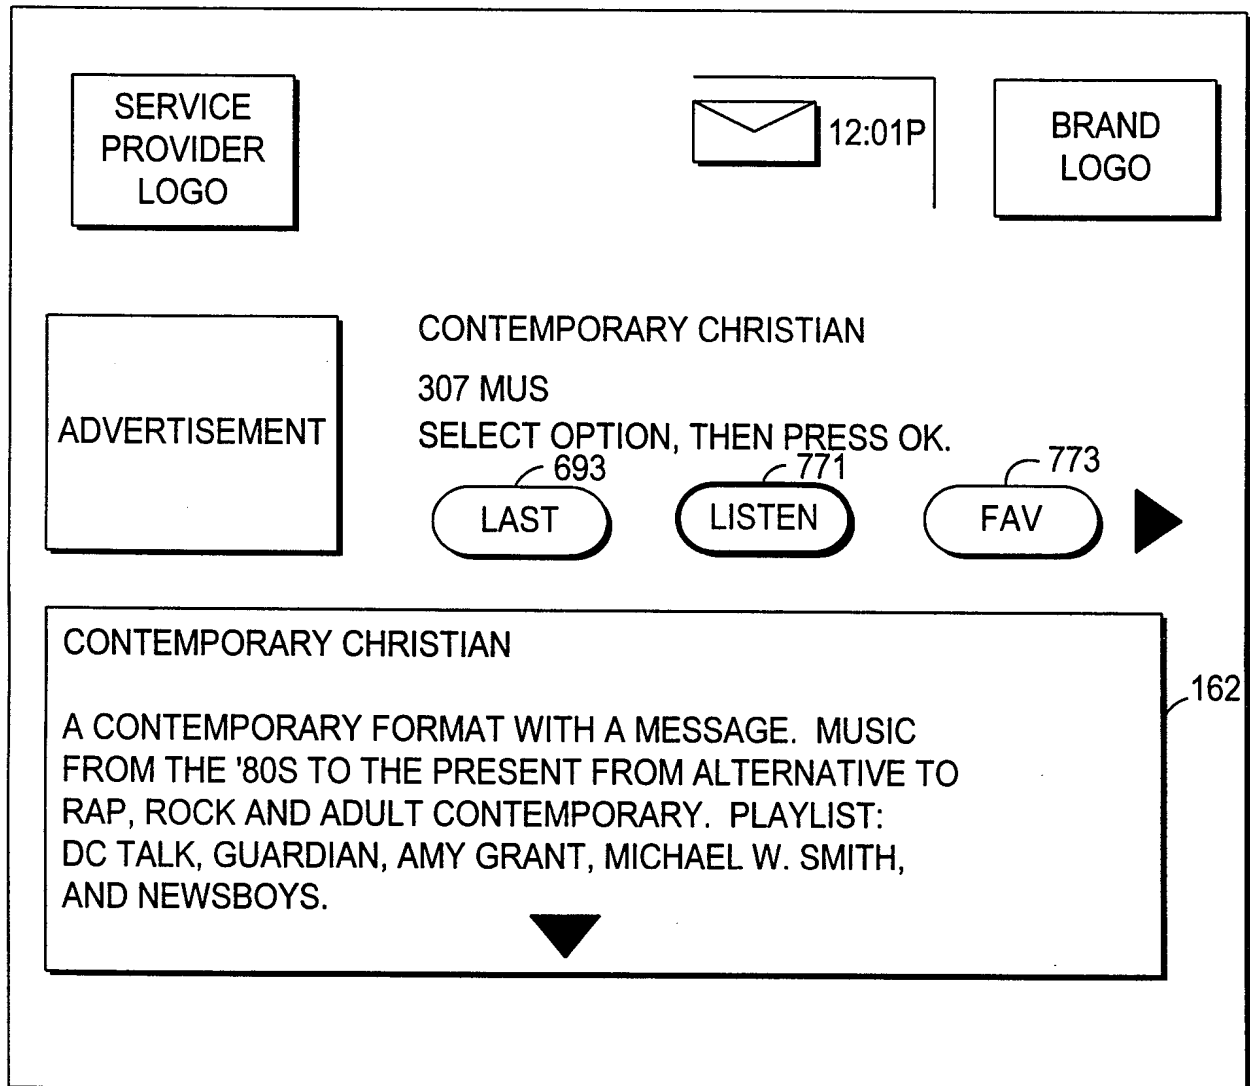 SERVICE
PROVIDER
LOGO
12:01P
BRAND
LOGO
ADVERTISEMENT
CONTEMPORARY CHRISTIAN
307 MUS
SELECT OPTION, THEN PRESS OK.
693
771
773
LAST
LISTEN
FAV
CONTEMPORARY CHRISTIAN
162
A CONTEMPORARY FORMAT WITH A MESSAGE. MUSIC
FROM THE '80S TO THE PRESENT FROM ALTERNATIVE TO
RAP, ROCK AND ADULT CONTEMPORARY. PLAYLIST:
DC TALK, GUARDIAN, AMY GRANT, MICHAEL W. SMITH,
AND NEWSBOYS.